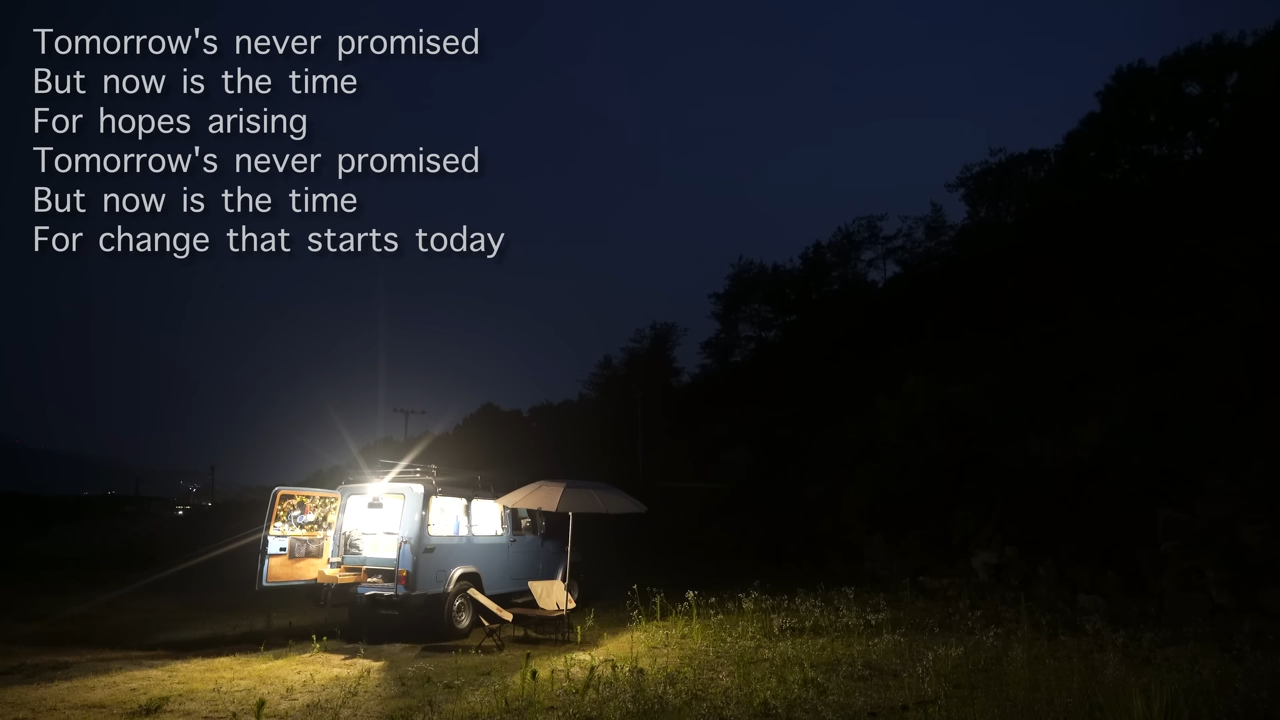 Tomorrow's never promised
But now is the time
For hopes arising
Tomorrow's never promised
But now is the time
For change that starts today